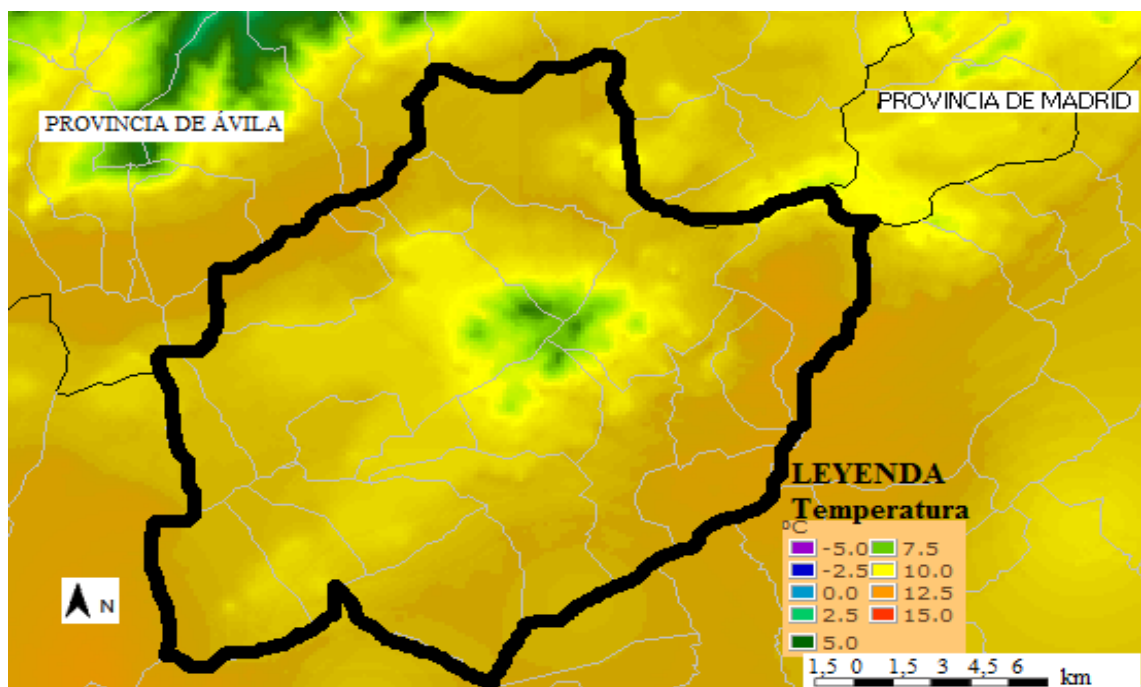 PROVINCIA DE ÁVILA
PROVINCIA DE MADRID
LEYENDA
Temperatura
ºC
-5.0 7.5
-2.5 10.0
0.0 12.5
2.5 15.0
5.0
N
1,5 0 1,5 3 4,5 6 km